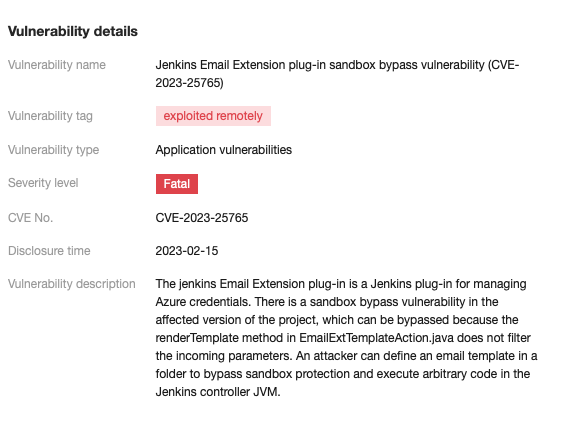 Vulnerability details
Vulnerability name Jenkins Email Extension plug-in sandbox bypass vulnerability (CVE-
2023-25765)
Vulnerability tag exploited remotely
Vulnerability type Application vulnerabilities
Severity level Fatal
CVE No. CVE-2023-25765
Disclosure time 2023-02-15
Vulnerability description The jenkins Email Extension plug-in is a Jenkins plug-in for managing
Azure credentials. There is a sandbox bypass vulnerability in the
affected version of the project, which can be bypassed because the
renderTemplate method in EmailExtTemplateAction.java does not filter
the incoming parameters. An attacker can define an email template in a
folder to bypass sandbox protection and execute arbitrary code in the
Jenkins controller JVM.